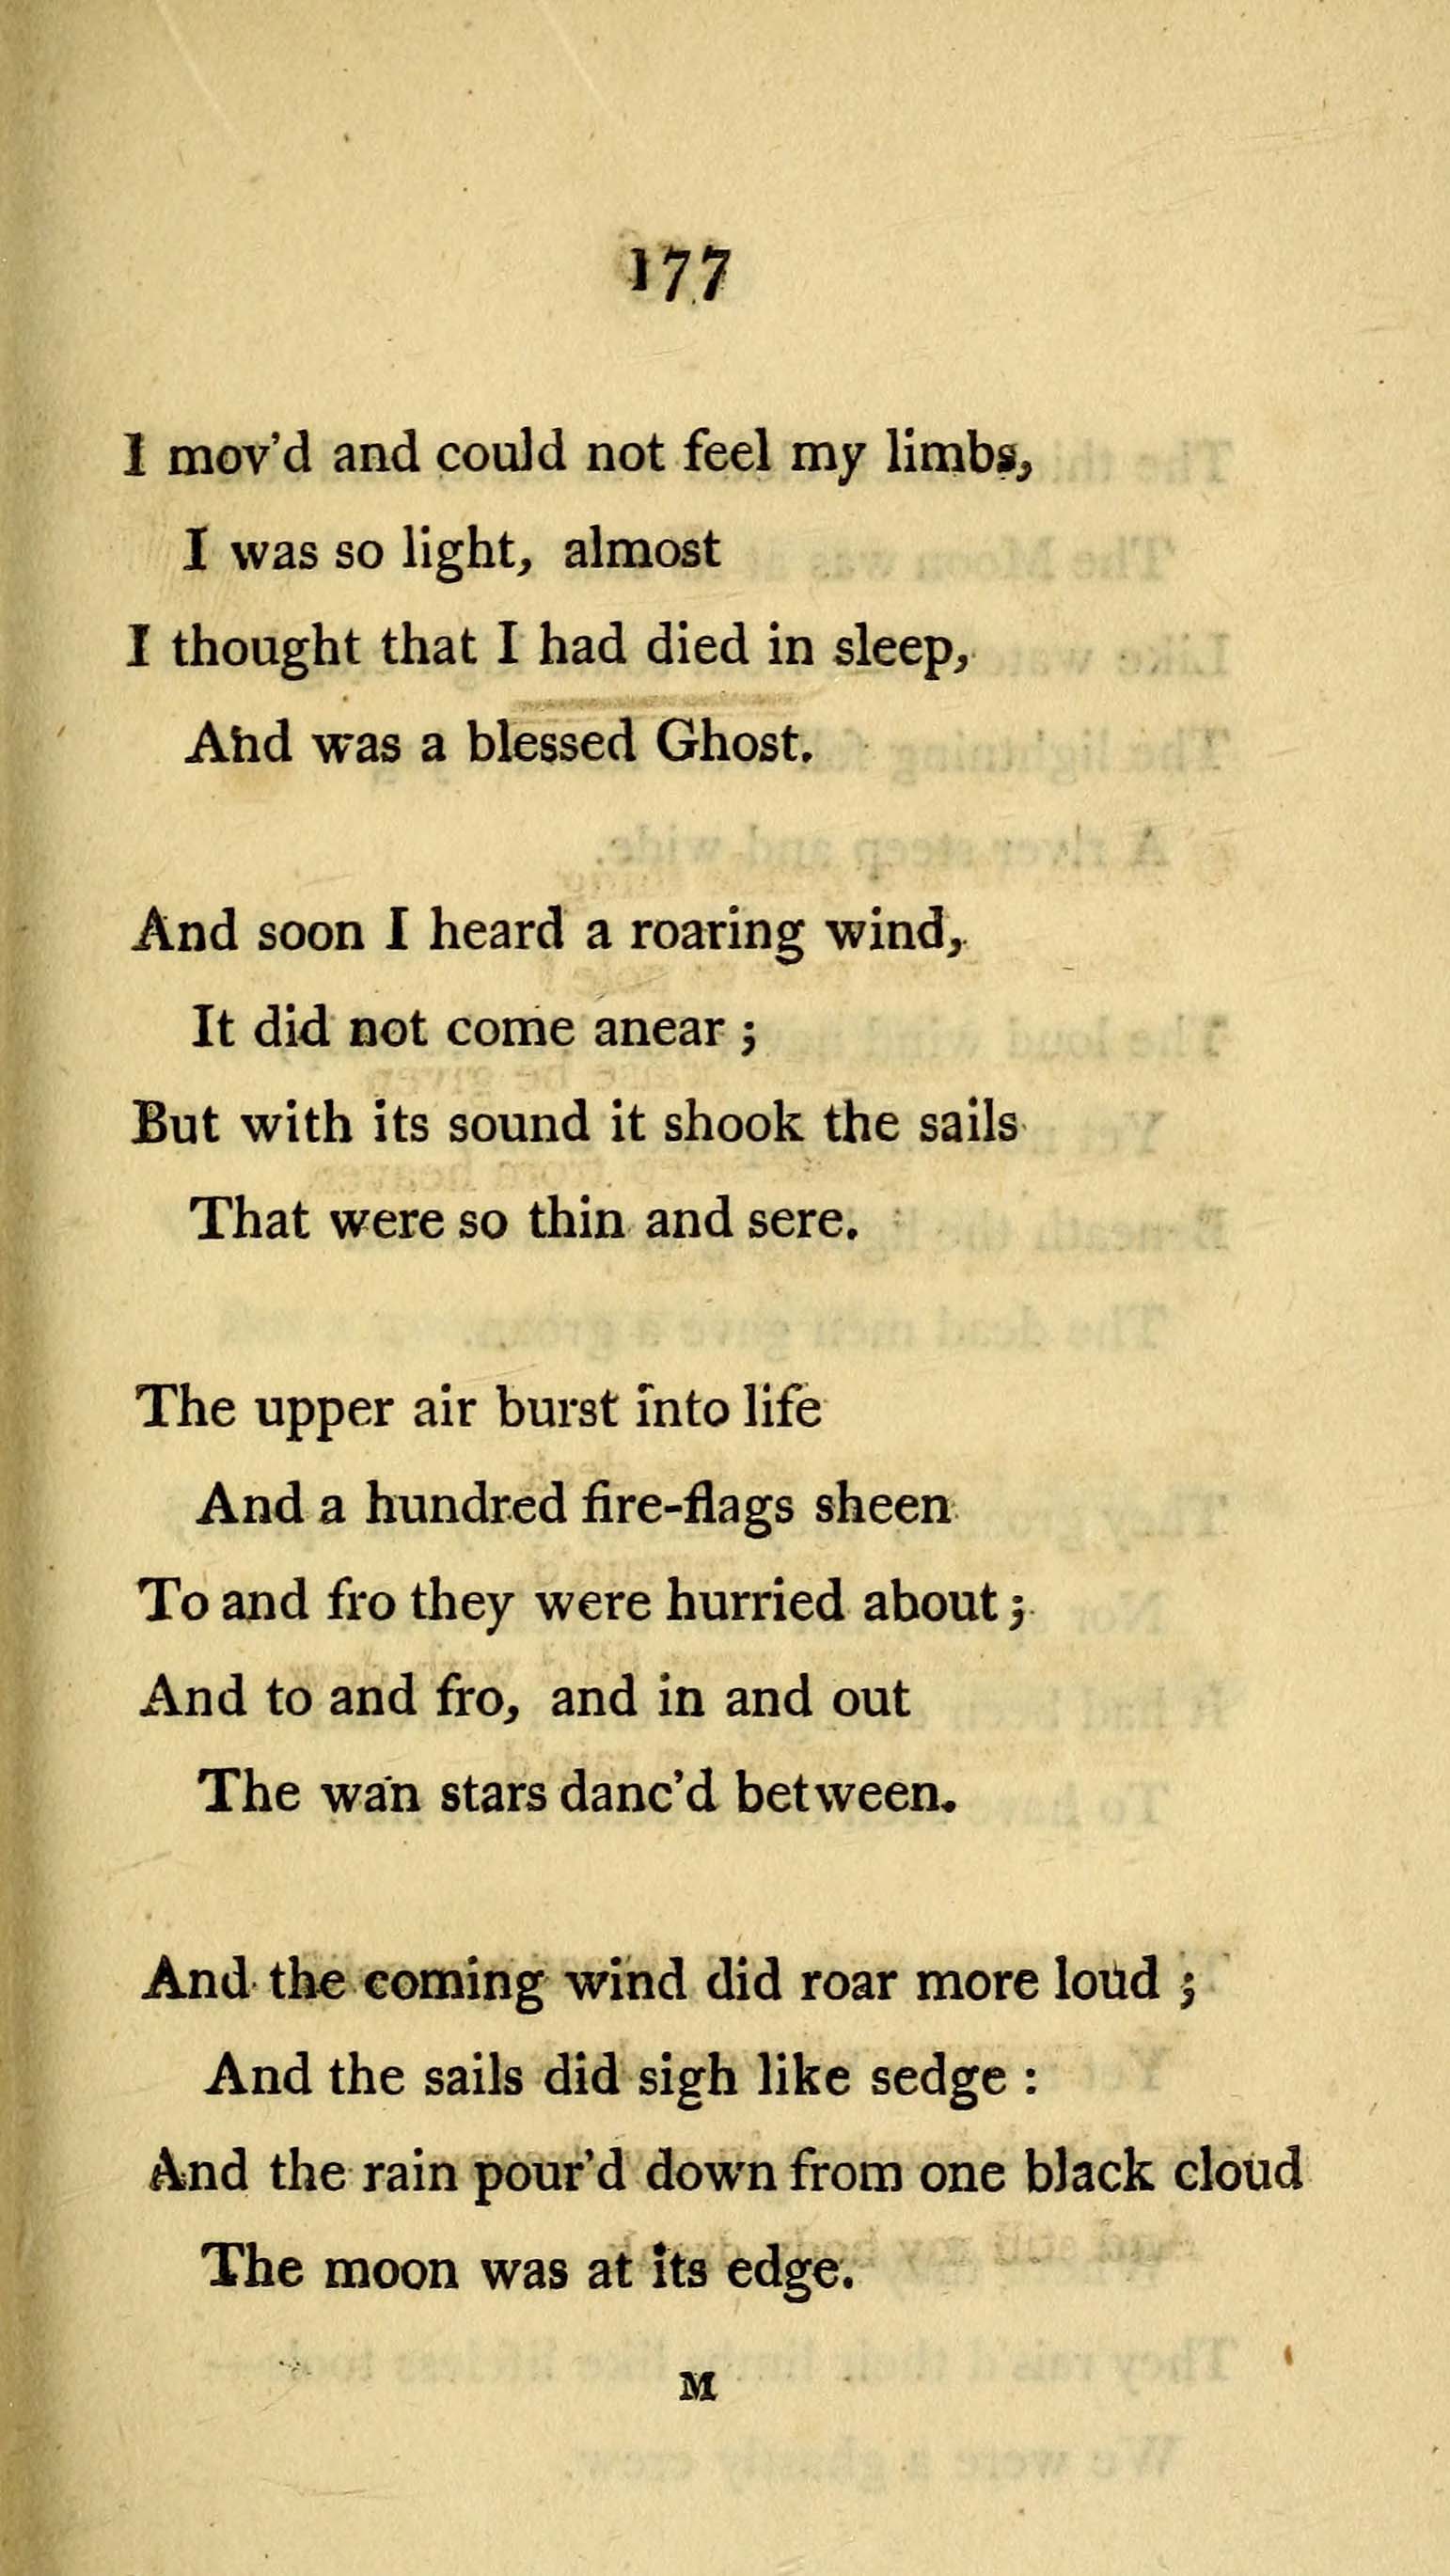 177
I mov'd and could not feel my limbs,
I was so light, almost
I thought that I had died in sleep,
And was a blessed Ghost.
And soon I heard a roaring wind,
It did not come anear ;
But with its sound it shook the sails
That were so thin and sere.
The upper air burst into life
And a hundred fire-flags sheen
To and fro they were hurried about ;
And to and fro, and in and out
The wan stars danc'd between.
And the coming wind did roar more loud ;
And the sails did sigh like sedge :
And the rain pour'd down from one black cloud
The moon was at its edge.
M